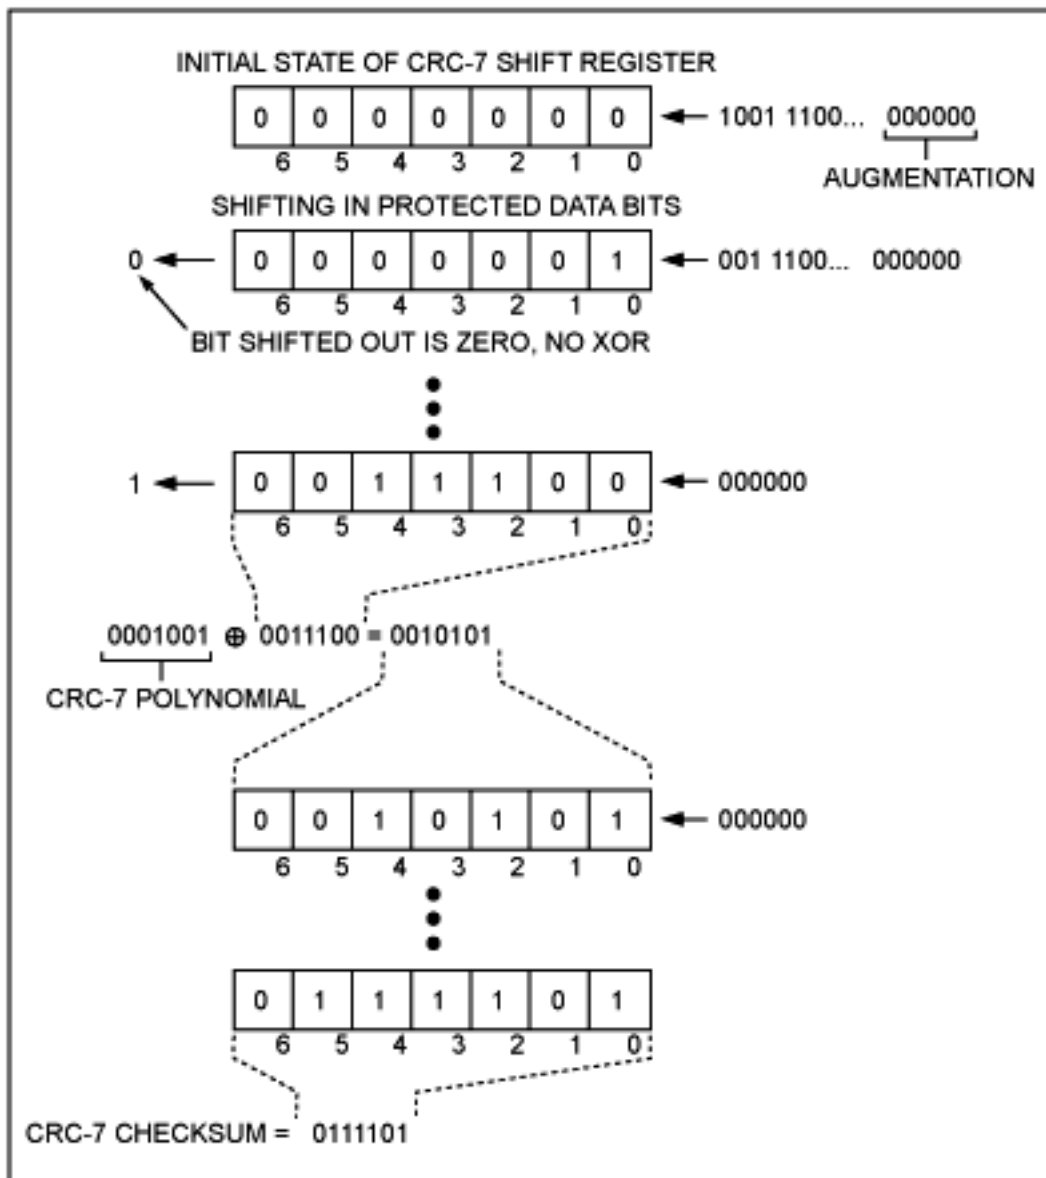 INITIAL STATE OF CRC-7 SHIFT REGISTER
0 0 0 0 0 0 0 1001 1100... 000000
6 5 4 3 2 1 0
AUGMENTATION
SHIFTING IN PROTECTED DATA BITS
0 0 0 0 0 0 0 1 001 1100... 000000
6 5 4 3 2 1 0
BIT SHIFTED OUT IS ZERO, NO XOR
1 0 0 1 1 1 0 0 000000
6 5 4 3 2 1 0
0001001 ⊕ 0011100 = 0010101
CRC-7 POLYNOMIAL
0 0 1 0 1 0 1 000000
6 5 4 3 2 1 0
0 1 1 1 1 0 1
6 5 4 3 2 1 0
CRC-7 CHECKSUM = 0111101